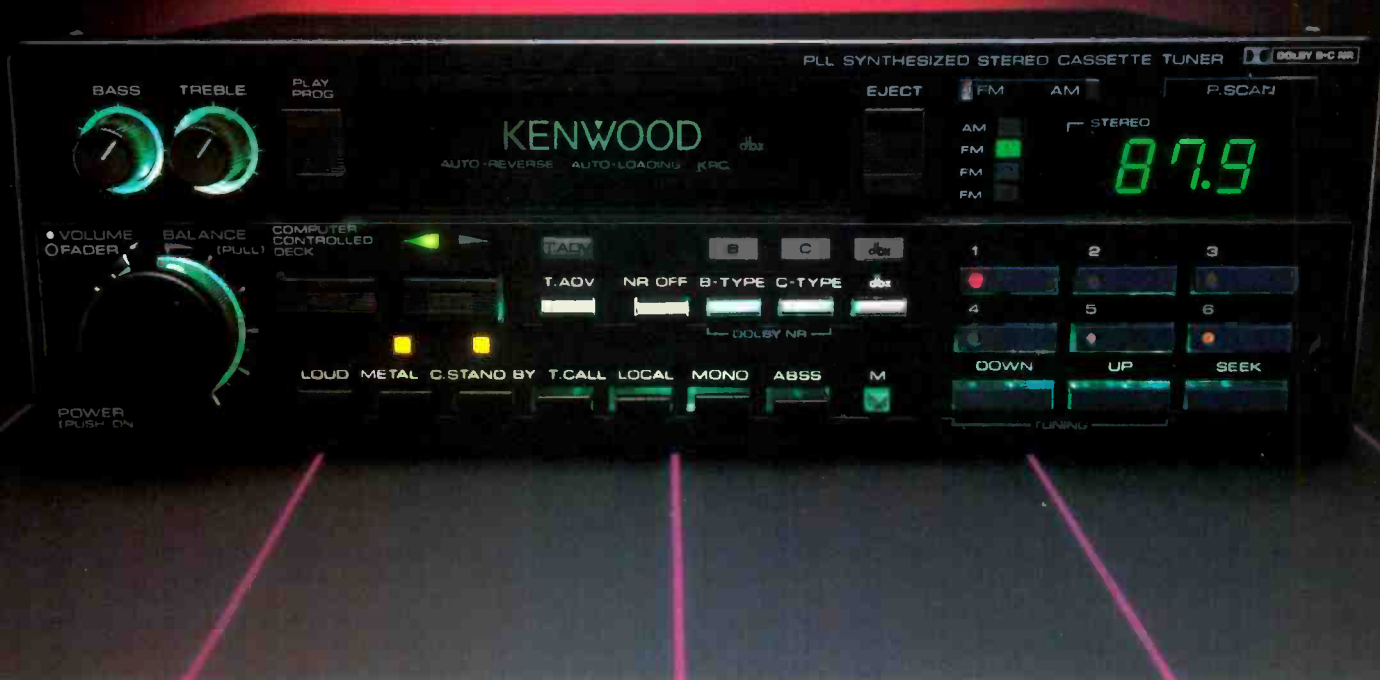 PLL SYNTHESIZED STEREO CASSETTE TUNER
DOLBY B-C NR
BASS
TREBLE
PLAY
PROG
KENWOOD
dbx
AUTO-REVERSE AUTO-LOADING KRC
EJECT
FM
AM
P.SCAN
STEREO
AM
FM
FM
FM
87.9
VOLUME
FADER
BALANCE
(PULL)
COMPUTER
CONTROLLED
DECK
T.ADV
B
C
dbx
T.ADV
NR OFF
B-TYPE
C-TYPE
dbx
DOLBY NR
1
2
3
4
5
6
LOUD
METAL
C.STAND BY
T.CALL
LOCAL
MONO
ABSS
M
DOWN
UP
SEEK
TUNING
POWER
(PUSH ON